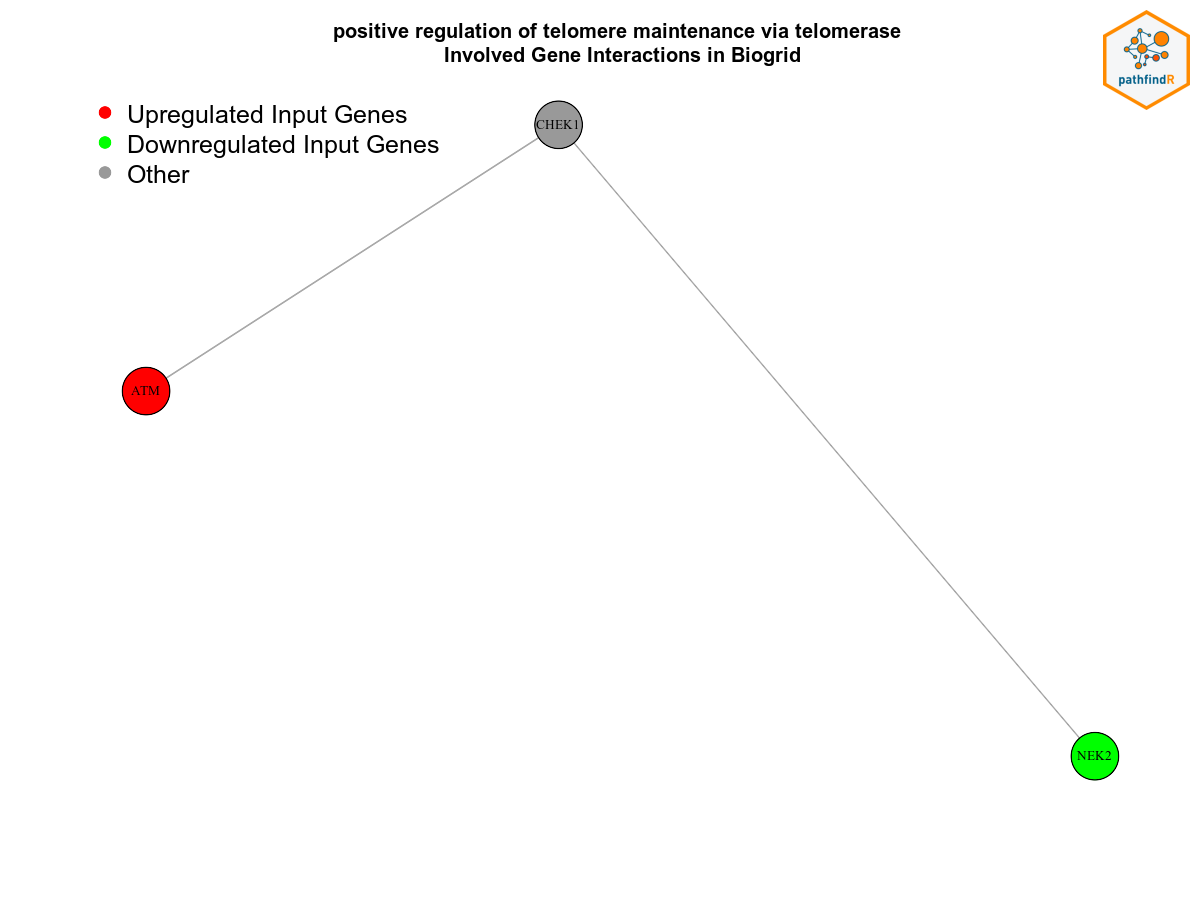 positive regulation of telomere maintenance via telomerase
Involved Gene Interactions in Biogrid
pathfindR
Upregulated Input Genes
Downregulated Input Genes
Other
CHEK1
ATM
NEK2